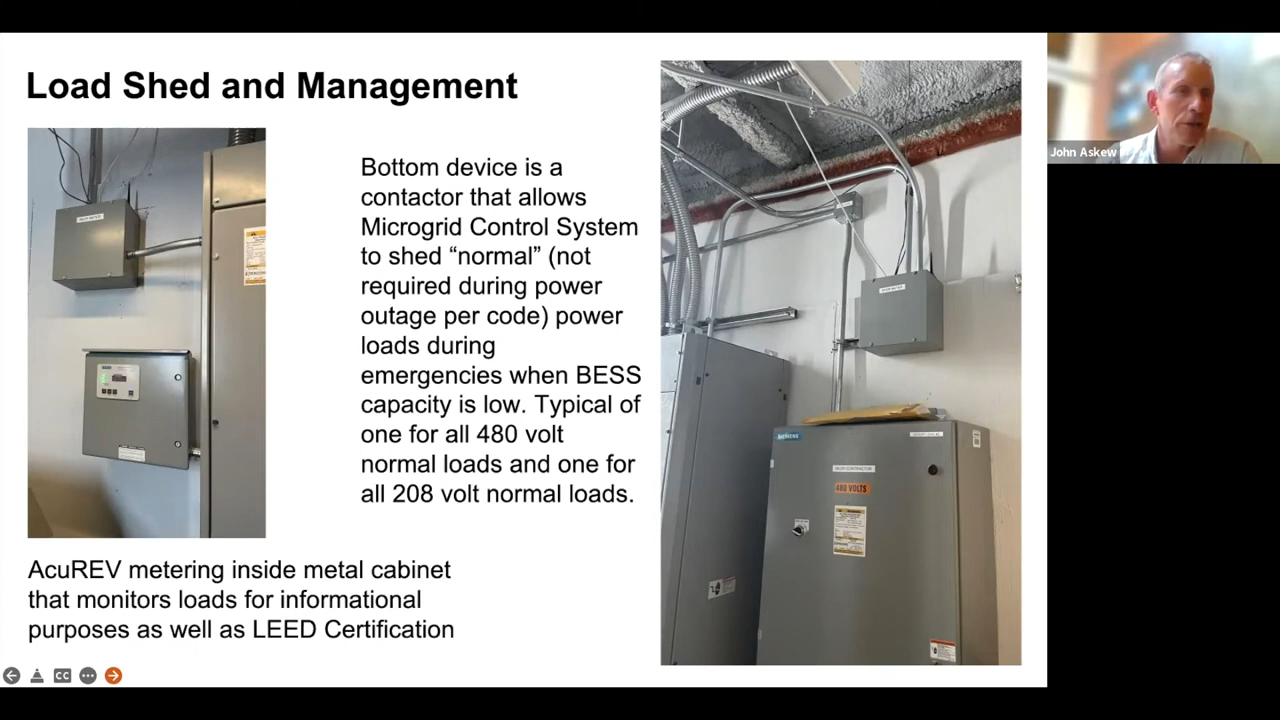 Load Shed and Management
Bottom device is a
contactor that allows
Microgrid Control System
to shed “normal” (not
required during power
outage per code) power
loads during
emergencies when BESS
capacity is low. Typical of
one for all 480 volt
normal loads and one for
all 208 volt normal loads.
AcuREV metering inside metal cabinet
that monitors loads for informational
purposes as well as LEED Certification
SIEMENS
480 VOLTS
John Askew
CC